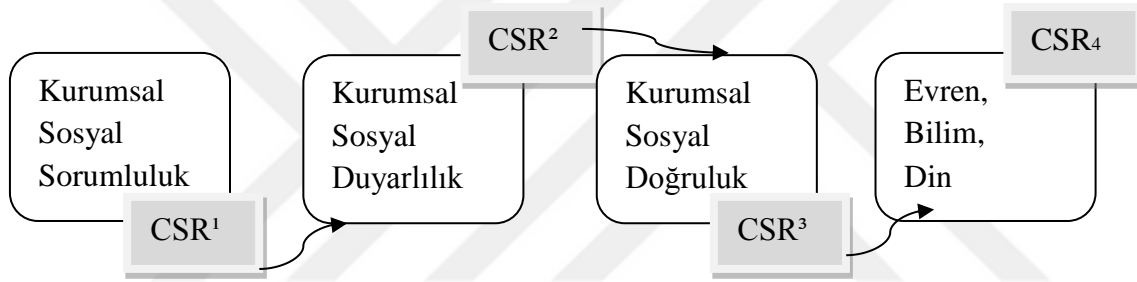 Kurumsal
Sosyal
Sorumluluk
CSR¹
Kurumsal
Sosyal
Duyarlılık
CSR²
Kurumsal
Sosyal
Doğruluk
CSR³
Evren,
Bilim,
Din
CSR₄